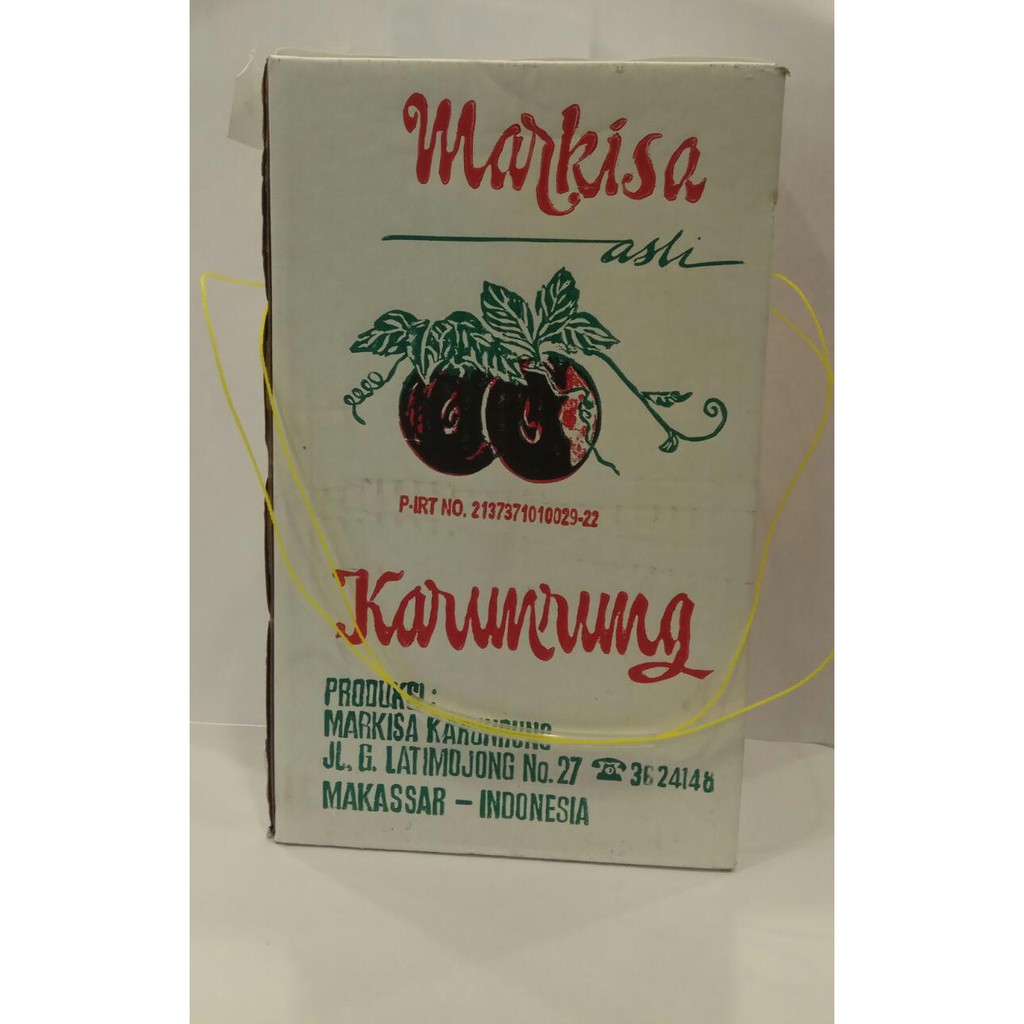 Markisa
asli
P-IRT NO. 2137371010029-22
Karunrung
PRODUKSI :
MARKISA KARUNRUNG
JL. G. LATIMOJONG No. 27 ☎ 3624148
MAKASSAR – INDONESIA